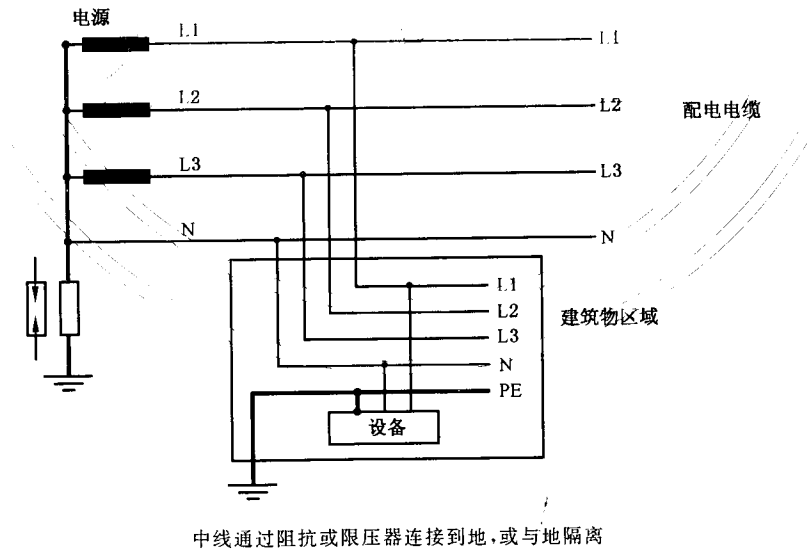 电源
L1 L1
L2 L2 配电电缆
L3 L3
N N
L1
L2
L3
N
PE
建筑物区域
设备
中线通过阻抗或限压器连接到地,或与地隔离